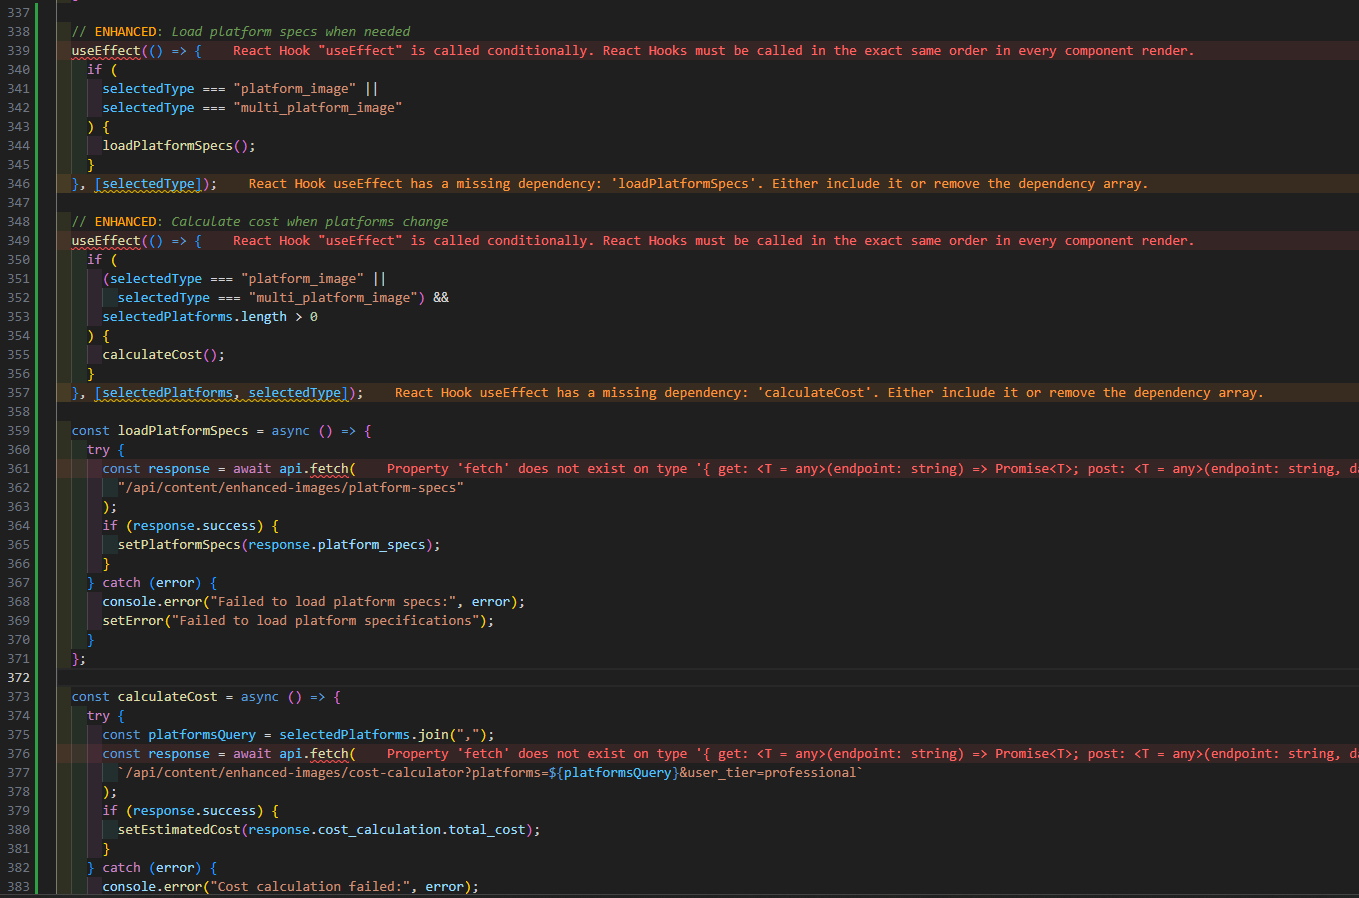 337
338 // ENHANCED: Load platform specs when needed
339 useEffect(() => { React Hook "useEffect" is called conditionally. React Hooks must be called in the exact same order in every component render.
340 if (
341 selectedType === "platform_image" ||
342 selectedType === "multi_platform_image"
343 ) {
344 loadPlatformSpecs();
345 }
346 }, [selectedType]); React Hook useEffect has a missing dependency: 'loadPlatformSpecs'. Either include it or remove the dependency array.
347
348 // ENHANCED: Calculate cost when platforms change
349 useEffect(() => { React Hook "useEffect" is called conditionally. React Hooks must be called in the exact same order in every component render.
350 if (
351 (selectedType === "platform_image" ||
352 selectedType === "multi_platform_image") &&
353 selectedPlatforms.length > 0
354 ) {
355 calculateCost();
356 }
357 }, [selectedPlatforms, selectedType]); React Hook useEffect has a missing dependency: 'calculateCost'. Either include it or remove the dependency array.
358
359 const loadPlatformSpecs = async () => {
360 try {
361 const response = await api.fetch( Property 'fetch' does not exist on type '{ get: <T = any>(endpoint: string) => Promise<T>; post: <T = any>(endpoint: string, da
362 "/api/content/enhanced-images/platform-specs"
363 );
364 if (response.success) {
365 setPlatformSpecs(response.platform_specs);
366 }
367 } catch (error) {
368 console.error("Failed to load platform specs:", error);
369 setError("Failed to load platform specifications");
370 }
371 };
372
373 const calculateCost = async () => {
374 try {
375 const platformsQuery = selectedPlatforms.join(",");
376 const response = await api.fetch( Property 'fetch' does not exist on type '{ get: <T = any>(endpoint: string) => Promise<T>; post: <T = any>(endpoint: string, da
377 `/api/content/enhanced-images/cost-calculator?platforms=${platformsQuery}&user_tier=professional`
378 );
379 if (response.success) {
380 setEstimatedCost(response.cost_calculation.total_cost);
381 }
382 } catch (error) {
383 console.error("Cost calculation failed:", error);